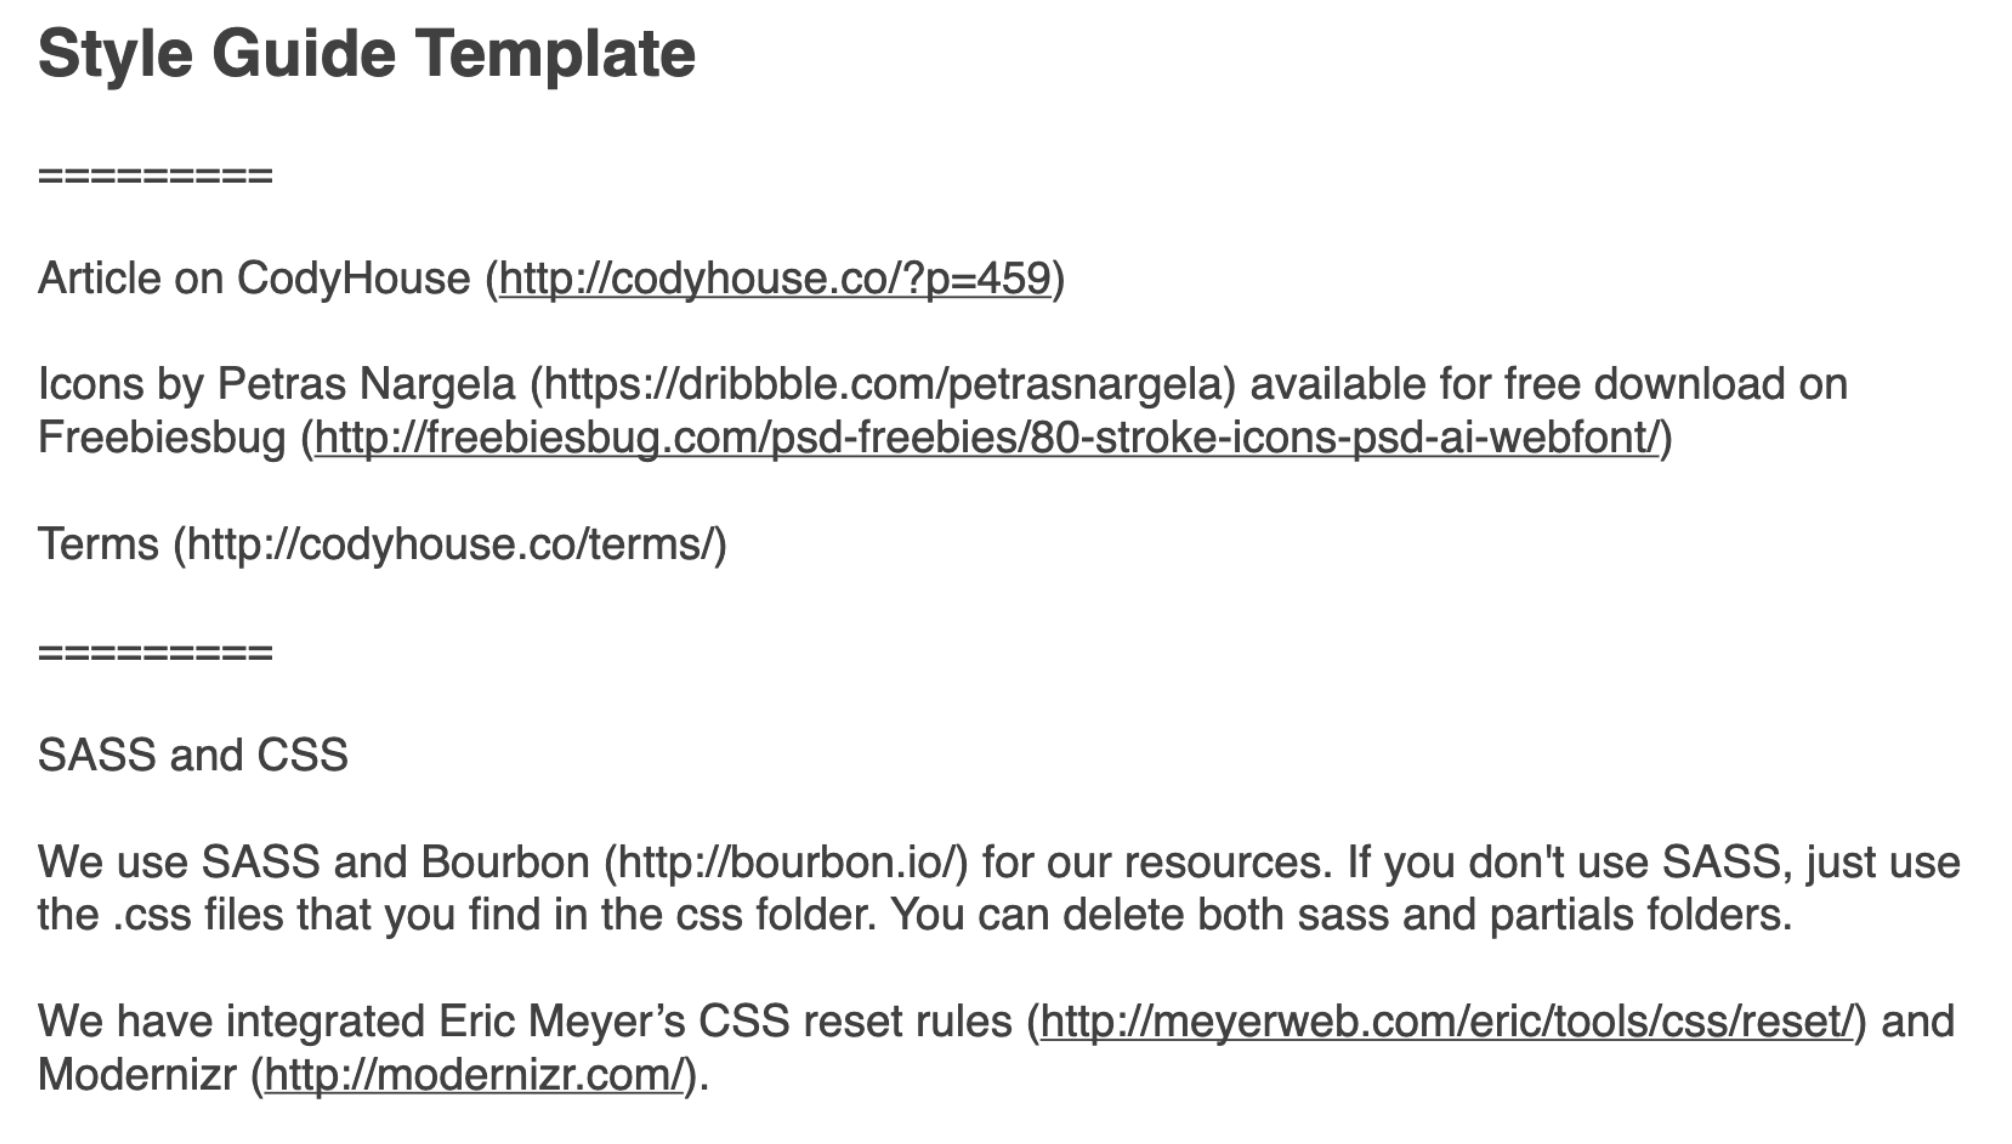 Style Guide Template
=========
Article on CodyHouse (http://codyhouse.co/?p=459)
Icons by Petras Nargela (https://dribbble.com/petrasnargela) available for free download on
Freebiesbug (http://freebiesbug.com/psd-freebies/80-stroke-icons-psd-ai-webfont/)
Terms (http://codyhouse.co/terms/)
=========
SASS and CSS
We use SASS and Bourbon (http://bourbon.io/) for our resources. If you don't use SASS, just use
the .css files that you find in the css folder. You can delete both sass and partials folders.
We have integrated Eric Meyer’s CSS reset rules (http://meyerweb.com/eric/tools/css/reset/) and
Modernizr (http://modernizr.com/).